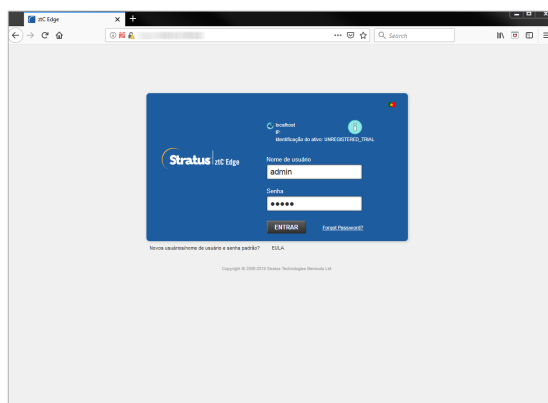 ztC Edge
Search
localhost
IP:
Identificação do ativo: UNREGISTERED_TRIAL
Stratus ztC Edge
Nome de usuário
admin
Senha
ENTRAR
Forgot Password?
Novos usuários/nome de usuário e senha padrão?
EULA
Copyright © 2008-2019 Stratus Technologies Bermuda Ltd.